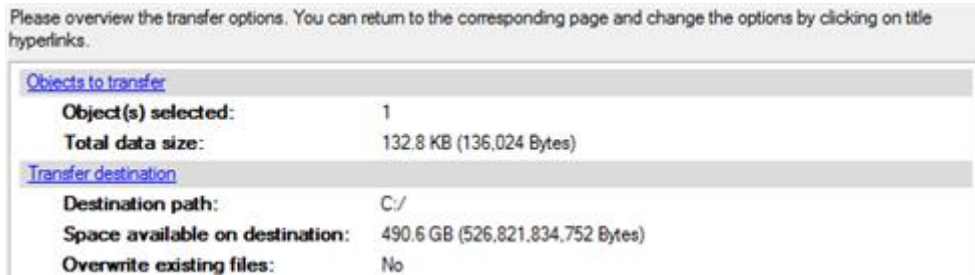 Please overview the transfer options. You can return to the corresponding page and change the options by clicking on title
hyperlinks.
Objects to transfer
Object(s) selected: 1
Total data size: 132.8 KB (136,024 Bytes)
Transfer destination
Destination path: C:/
Space available on destination: 490.6 GB (526,821,834,752 Bytes)
Overwrite existing files: No